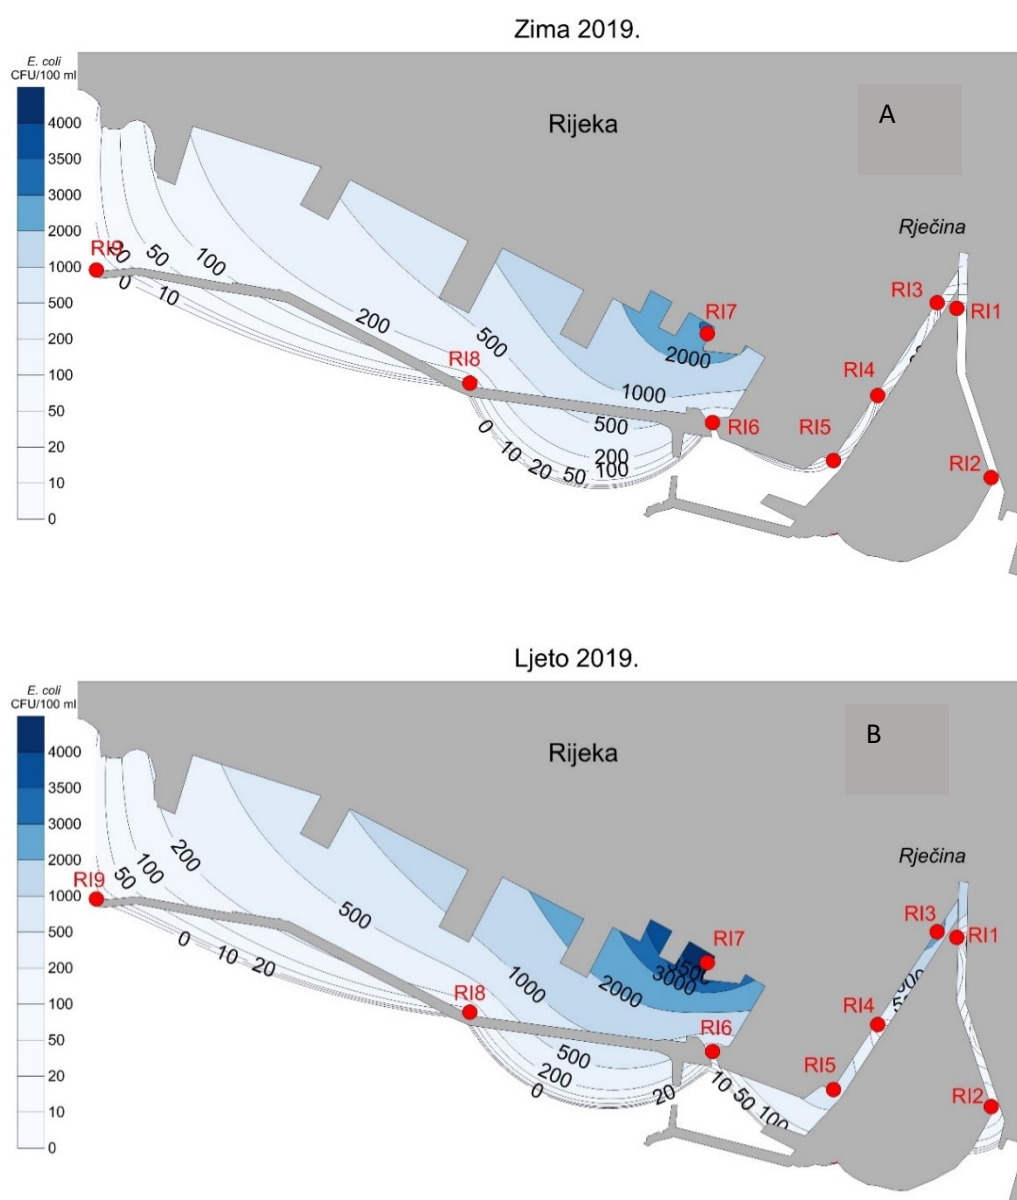 Zima 2019.
E. coli
CFU/100 ml
4000
3500
3000
2000
1000
500
200
100
50
20
10
0
Rijeka
A
Rječina
RI9
50
100
0
10
200
RI8
500
RI7
2000
1000
RI6
500
200
100
0
10
20
50
RI3
RI1
RI4
RI5
RI2
Ljeto 2019.
E. coli
CFU/100 ml
4000
3500
3000
2000
1000
500
200
100
50
20
10
0
Rijeka
B
Rječina
RI9
50
100
200
0
10
20
500
RI8
1000
2000
3000
RI7
RI6
500
200
0
20
10
50
100
RI3
RI1
RI4
RI5
RI2